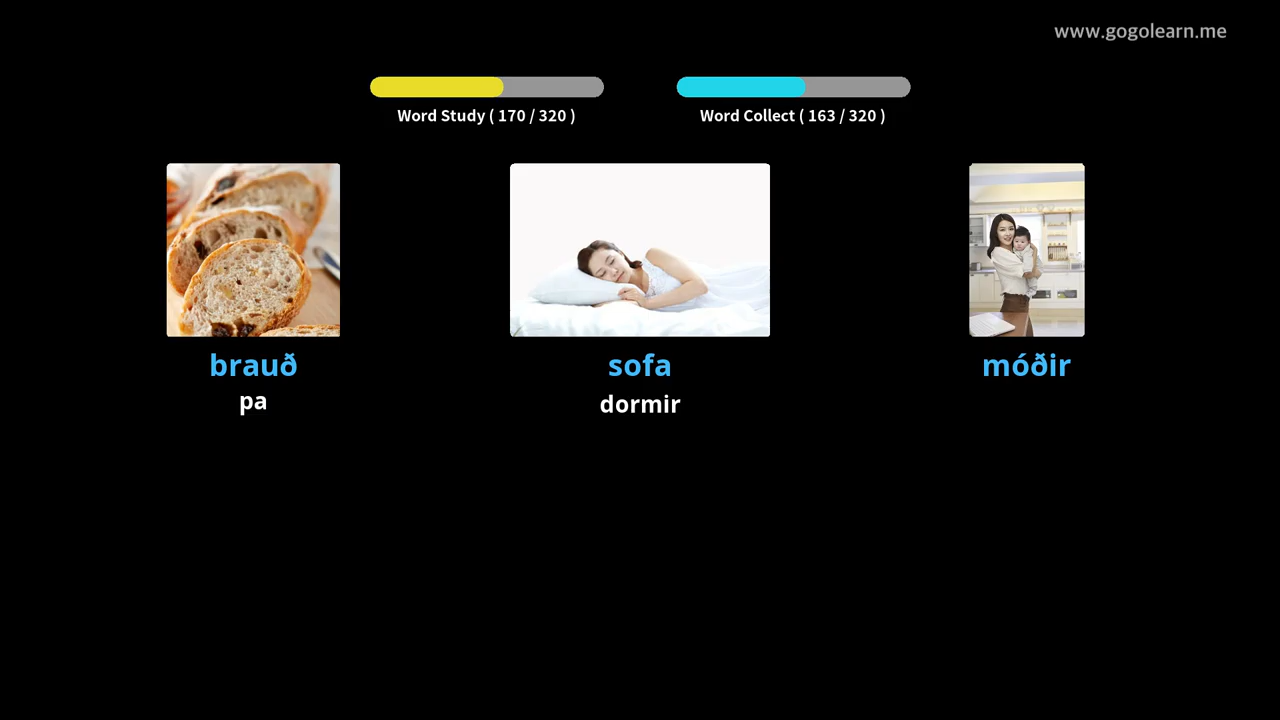 www.gogolearn.me
Word Study ( 170 / 320 )
Word Collect ( 163 / 320 )
brauð
pa
sofa
dormir
móðir